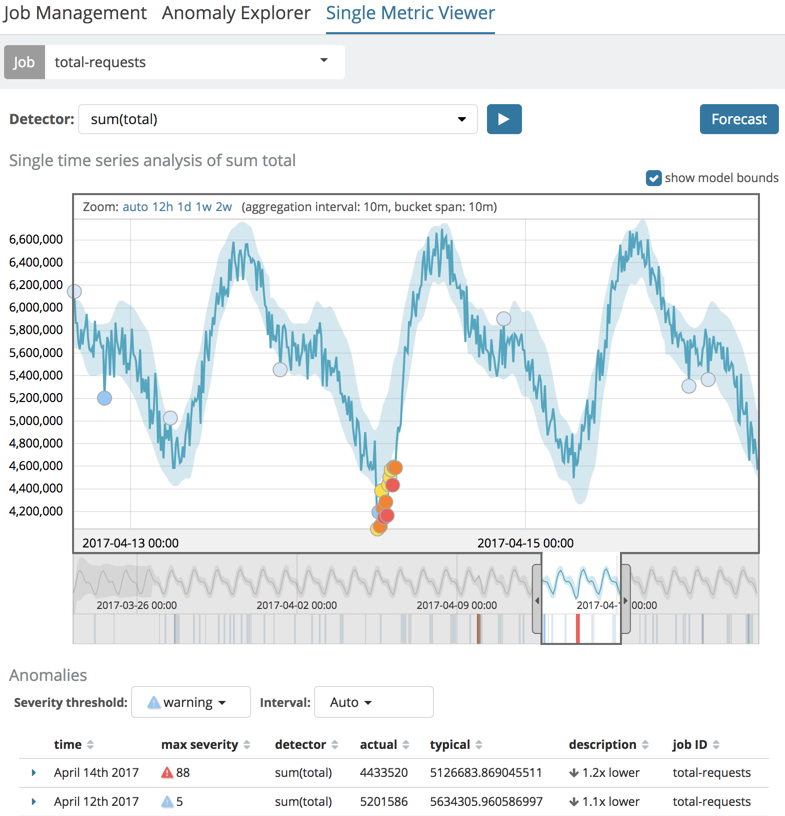 Job Management Anomaly Explorer Single Metric Viewer
Job total-requests
Detector: sum(total) Forecast
Single time series analysis of sum total
show model bounds
Zoom: auto 12h 1d 1w 2w (aggregation interval: 10m, bucket span: 10m)
6,600,000
6,400,000
6,200,000
6,000,000
5,800,000
5,600,000
5,400,000
5,200,000
5,000,000
4,800,000
4,600,000
4,400,000
4,200,000
2017-04-13 00:00 2017-04-15 00:00
2017-03-26 00:00 2017-04-02 00:00 2017-04-09 00:00 2017-04-1 00:00
Anomalies
Severity threshold: warning Interval: Auto
time max severity detector actual typical description job ID
April 14th 2017 88 sum(total) 4433520 5126683.869045511 1.2x lower total-requests
April 12th 2017 5 sum(total) 5201586 5634305.960586997 1.1x lower total-requests